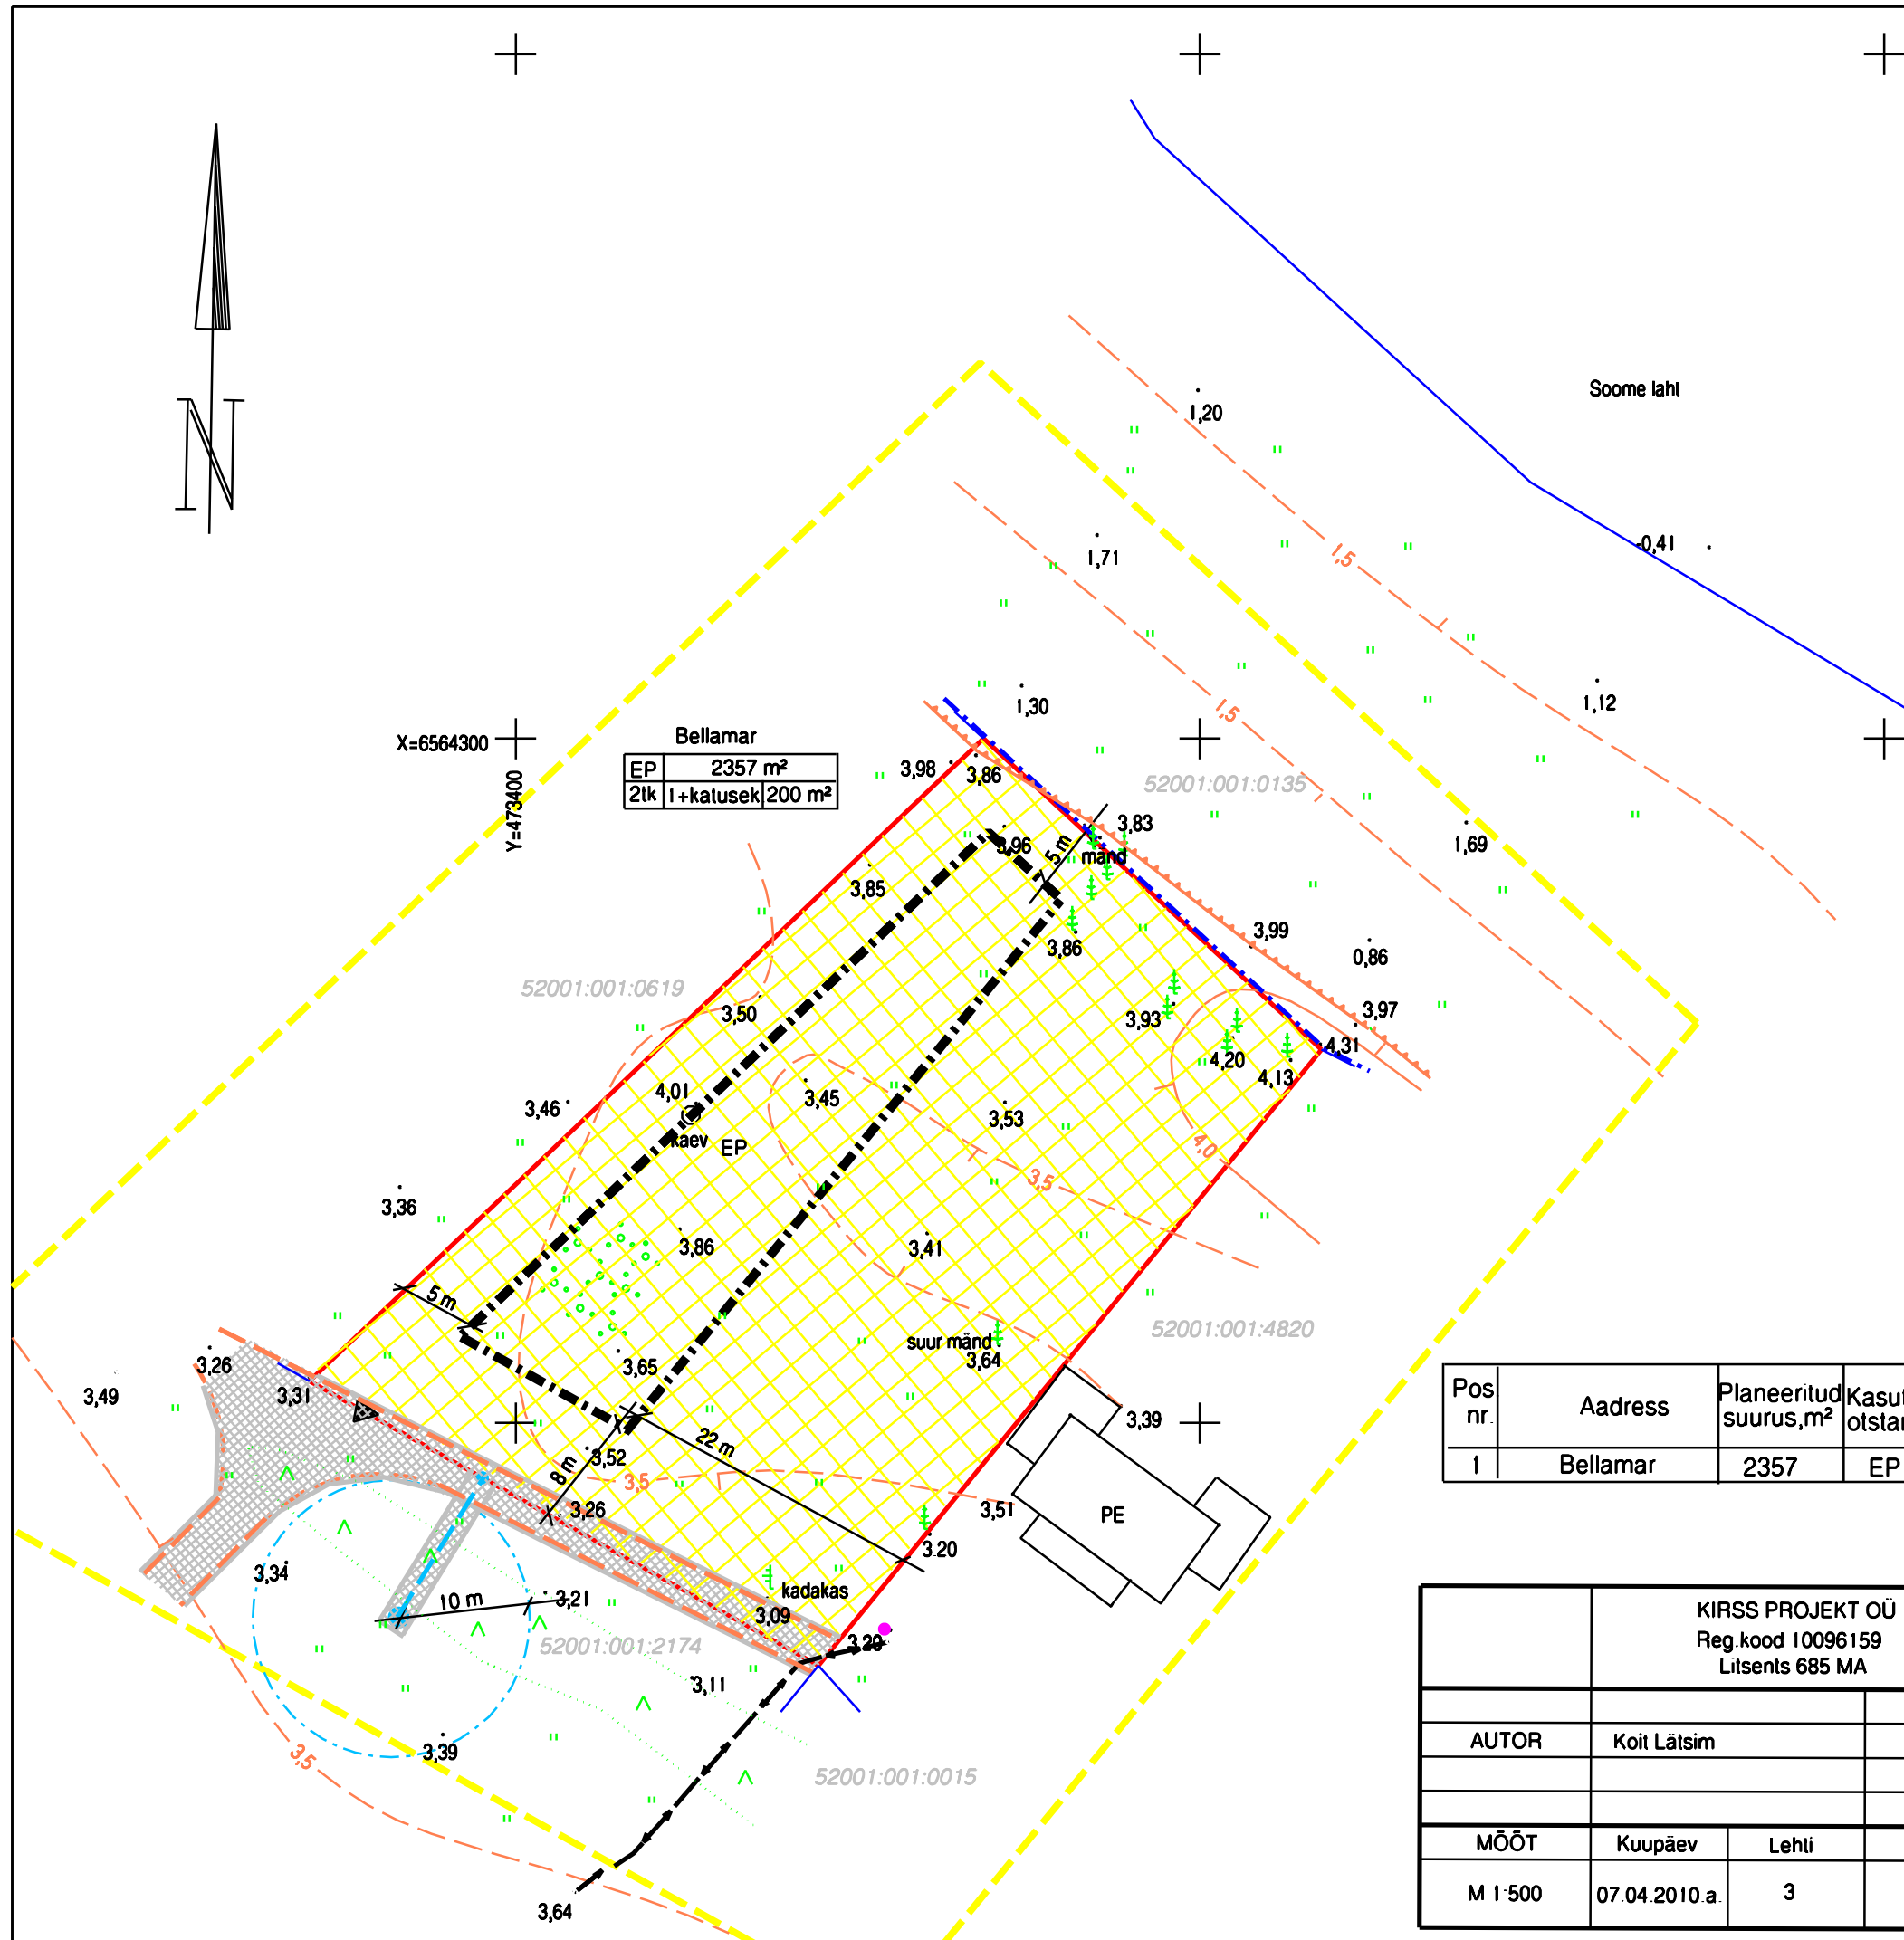 N
Soome laht
1,20
1,5
-0,41
1,71
1,5
1,12
1,30
X=6564300
Y=473400
Bellamar
EP 2357 m²
2tk 1+katusek 200 m²
3,98
3,86
52001:001:0135
3,83
3,96
5 m
mänd
1,69
3,85
3,86
3,99
0,86
52001:001:0619
3,50
3,93
3,97
4,31
4,20
4,13
4,01
3,45
3,46
3,53
kaev
EP
4,0
3,5
3,36
3,86
3,41
5 m
suur mänd
3,64
52001:001:4820
3,26
3,65
3,49
3,31
3,39
22 m
3,52
8 m
3,5
3,26
3,51
PE
3.20
3,34
10 m
3,21
kadakas
3,09
3.29
52001:001:2174
3,11
3,39
3,5
52001:001:0015
3,64
Pos nr.
Aadress
Planeeritud suurus,m²
1 Bellamar 2357 EP
KIRSS PROJEKT OÜ
Reg.kood 10096159
Litsents 685 MA
AUTOR Koit Lätsim
MÕÕT Kuupäev Lehti
M 1:500 07.04.2010.a. 3